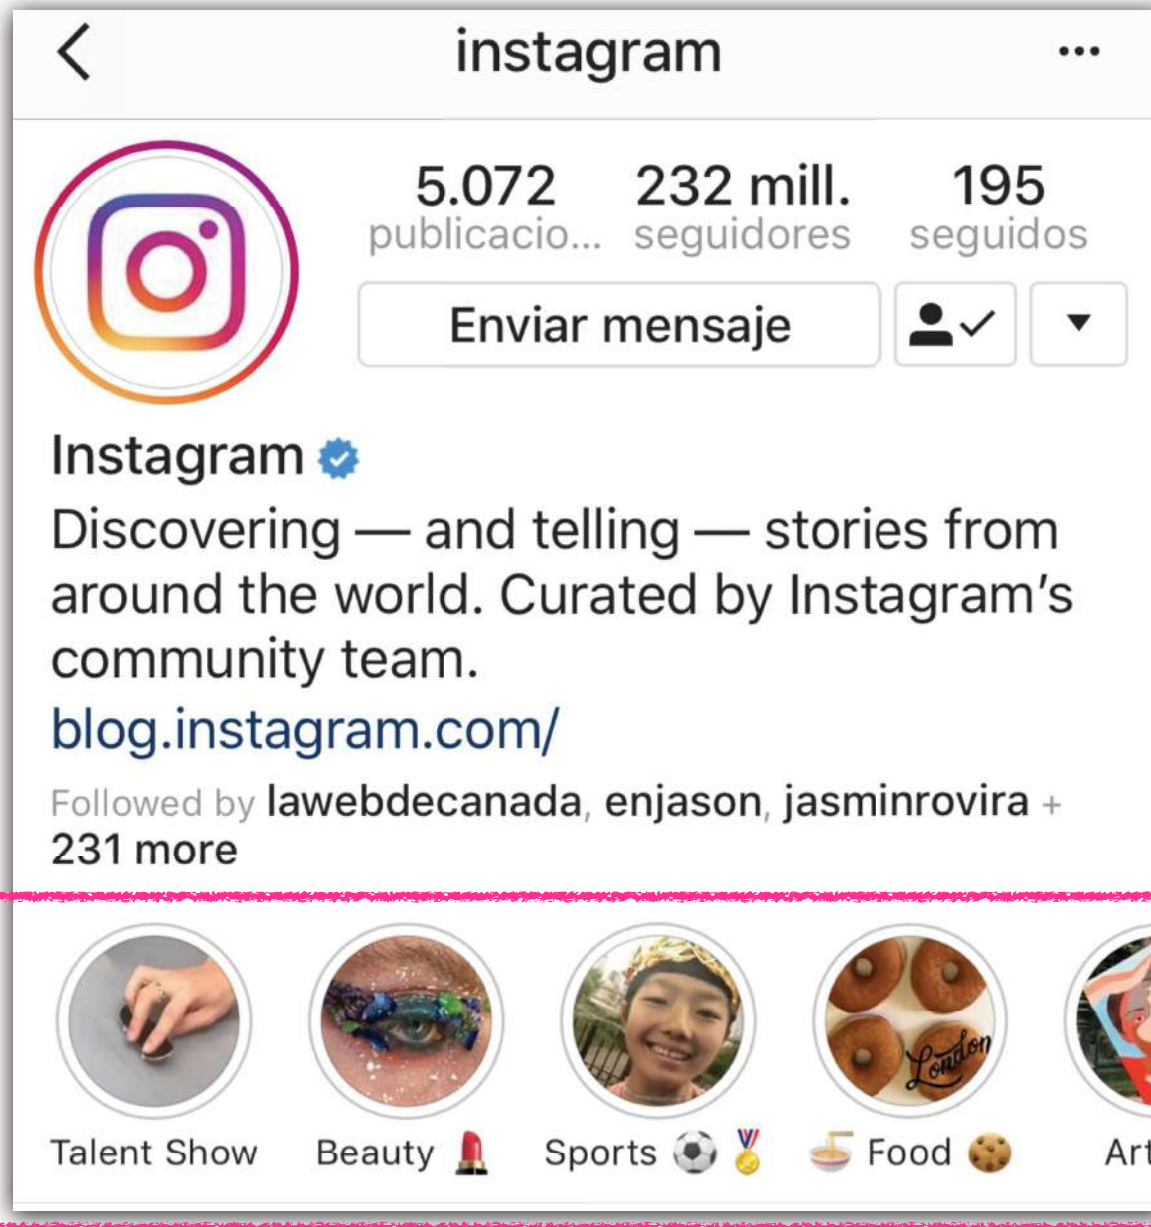 instagram
5.072 232 mill. 195
publicacio... seguidores seguidos
Enviar mensaje
Instagram
Discovering — and telling — stories from
around the world. Curated by Instagram’s
community team.
blog.instagram.com/
Followed by lawebdecanada, enjason, jasminrovira +
231 more
London
Talent Show Beauty 💄 Sports ⚽🏅 🍜 Food 🍪 Art